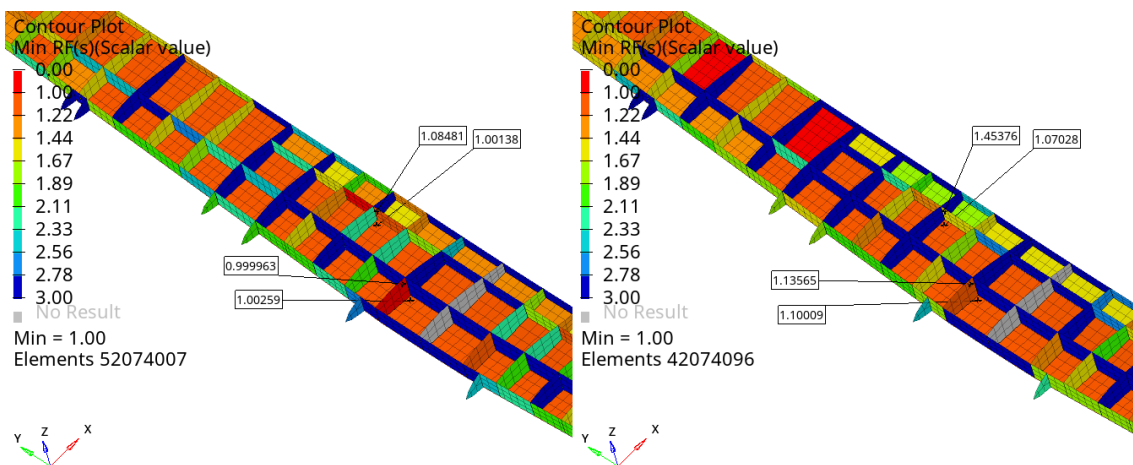 Contour Plot
Min RF(s)(Scalar value)
0.00
1.00
1.22
1.44
1.67
1.89
2.11
2.33
2.56
2.78
3.00
No Result
Min = 1.00
Elements 52074007
1.08481
1.00138
0.999963
1.00259
Y
Z
X
Contour Plot
Min RF(s)(Scalar value)
0.00
1.00
1.22
1.44
1.67
1.89
2.11
2.33
2.56
2.78
3.00
No Result
Min = 1.00
Elements 42074096
1.45376
1.07028
1.13565
1.10009
Y
Z
X